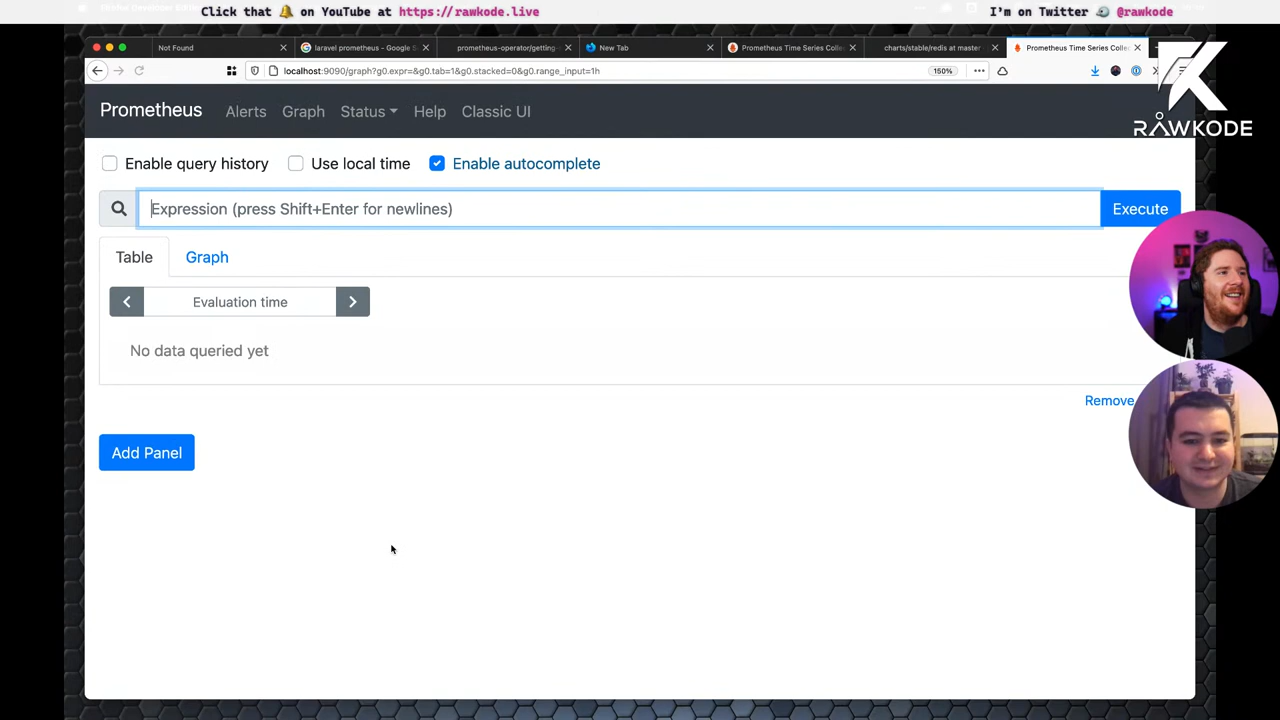 Click that 🔔 on YouTube at https://rawkode.live
I'm on Twitter @rawkode
Not Found
laravel prometheus - Google S
prometheus-operator/getting-
New Tab
Prometheus Time Series Collec
charts/stable/redis at master
Prometheus Time Series Collec
localhost:9090/graph?g0.expr=&g0.tab=1&g0.stacked=0&g0.range_input=1h
150%
RAWKODE
Prometheus
Alerts
Graph
Status
Help
Classic UI
Enable query history
Use local time
Enable autocomplete
Expression (press Shift+Enter for newlines)
Execute
Table
Graph
Evaluation time
No data queried yet
Remove
Add Panel